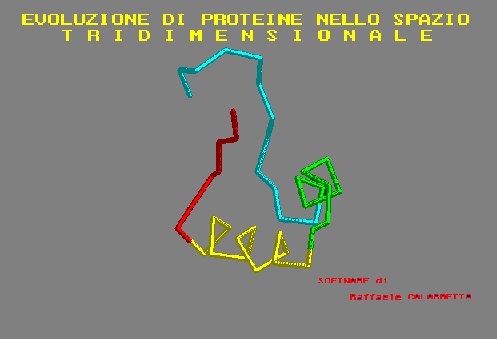 EVOLUZIONE DI PROTEINE NELLO SPAZIO
T R I D I M E N S I O N A L E
SOFTWARE di
Raffaele CALABRETTA